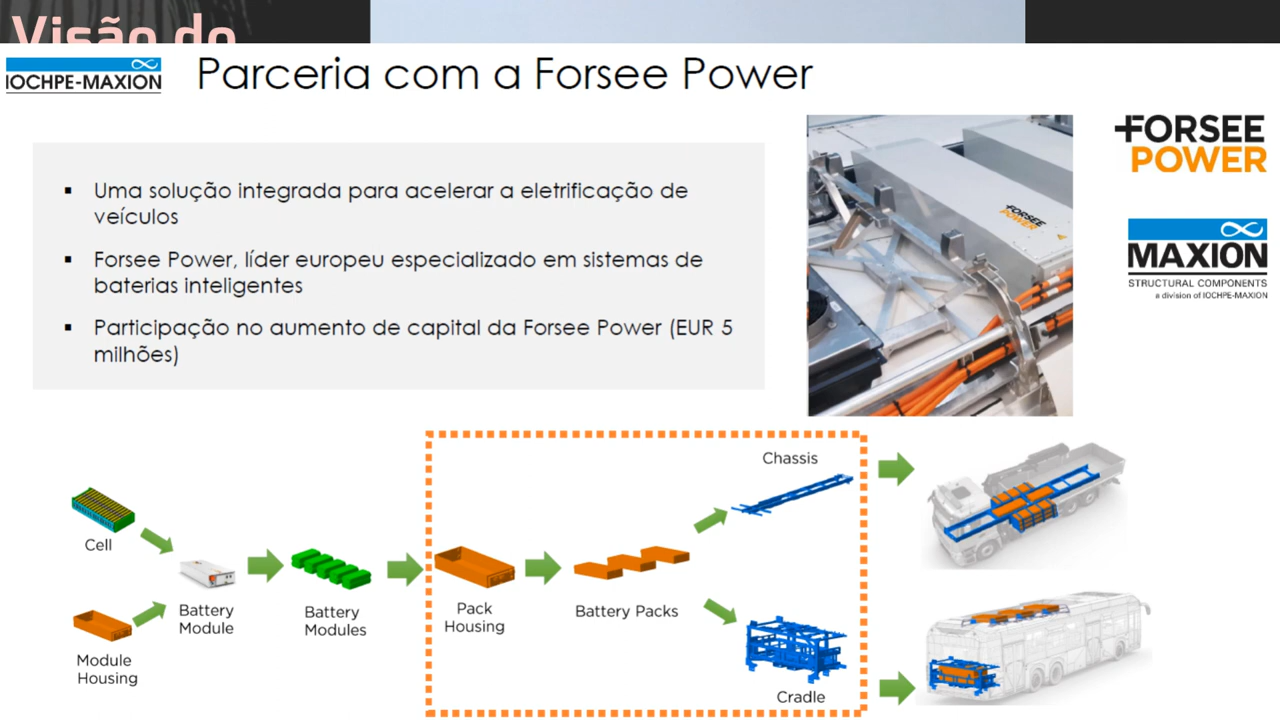 Visão do
IOCHPE-MAXION
Parceria com a Forsee Power
▪ Uma solução integrada para acelerar a eletrificação de
veículos
▪ Forsee Power, líder europeu especializado em sistemas de
baterias inteligentes
▪ Participação no aumento de capital da Forsee Power (EUR 5
milhões)
FORSEE
POWER
FORSEE
POWER
MAXION
STRUCTURAL COMPONENTS
a division of IOCHPE-MAXION
Chassis
Cell
Battery
Module
Battery
Modules
Pack
Housing
Battery Packs
Module
Housing
Cradle